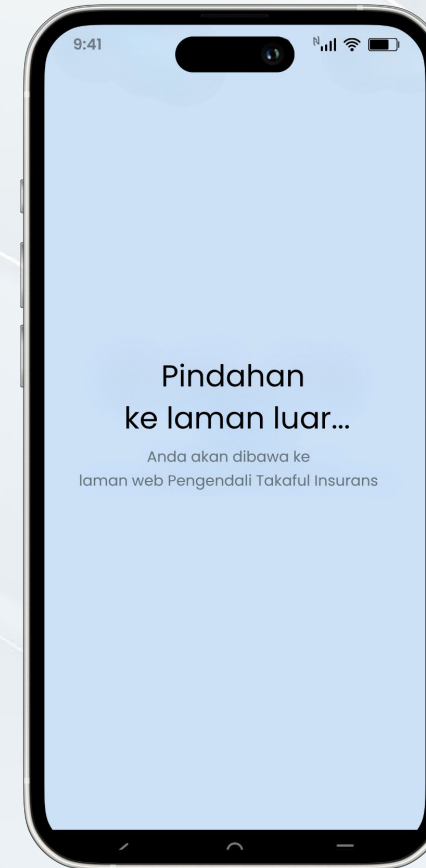 9:41
Pindahan
ke laman luar...
Anda akan dibawa ke
laman web Pengendali Takaful Insurans